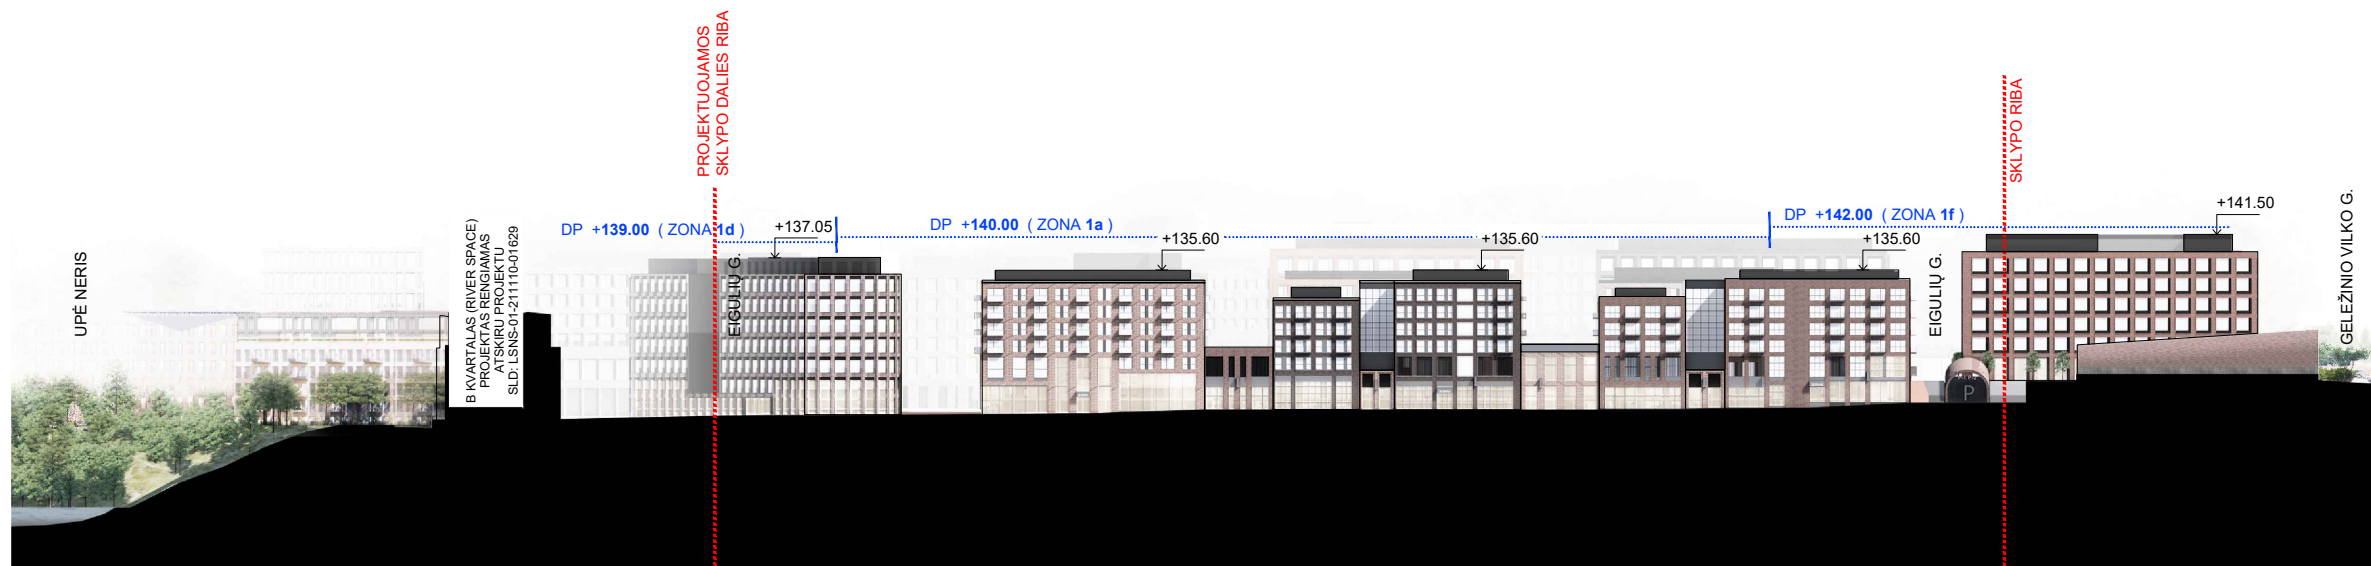 UPĖ NERIS
B KVARTALAS (RIVER SPACE)
PROJEKTAS RENGIAMAS
ATSKIRU PROJEKTU
SLD: LSNS-01-211110-01629
DP +139.00 ( ZONA 1d )
PROJEKTUOJAMOS
SKLYPO DALIES RIBA
EIGULIŲ G.
+137.05
DP +140.00 ( ZONA 1a )
+135.60
+135.60
DP +142.00 ( ZONA 1f )
+135.60
EIGULIŲ G.
P
SKLYPO RIBA
+141.50
GELEŽINIO VILKO G.